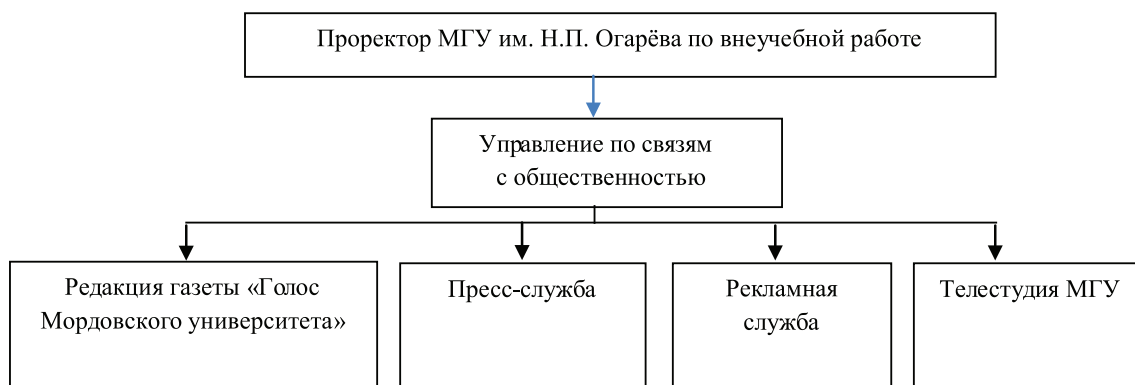 Проректор МГУ им. Н.П. Огарёва по внеучебной работе
Управление по связям
с общественностью
Редакция газеты «Голос
Мордовского университета»
Пресс-служба
Рекламная
служба
Телестудия МГУ